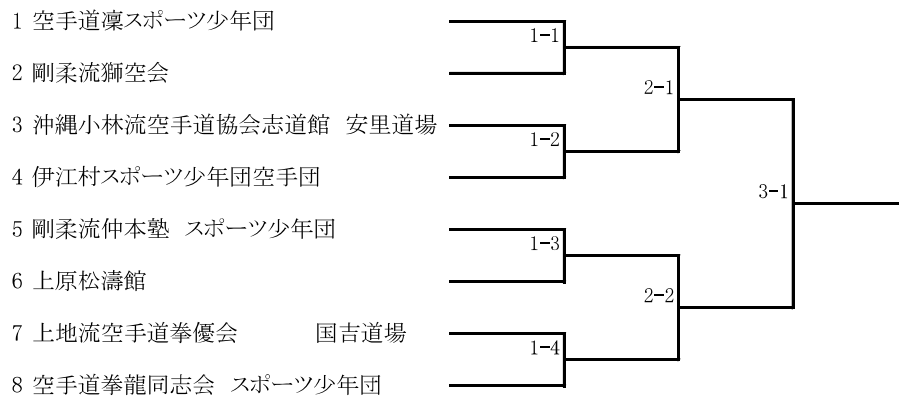 1 空手道凜スポーツ少年団
1-1
2 剛柔流獅空会
2-1
3 沖縄小林流空手道協会志道館　安里道場
1-2
4 伊江村スポーツ少年団空手団
3-1
5 剛柔流仲本塾　スポーツ少年団
1-3
6 上原松濤館
2-2
7 上地流空手道拳優会　　　国吉道場
1-4
8 空手道拳龍同志会　スポーツ少年団